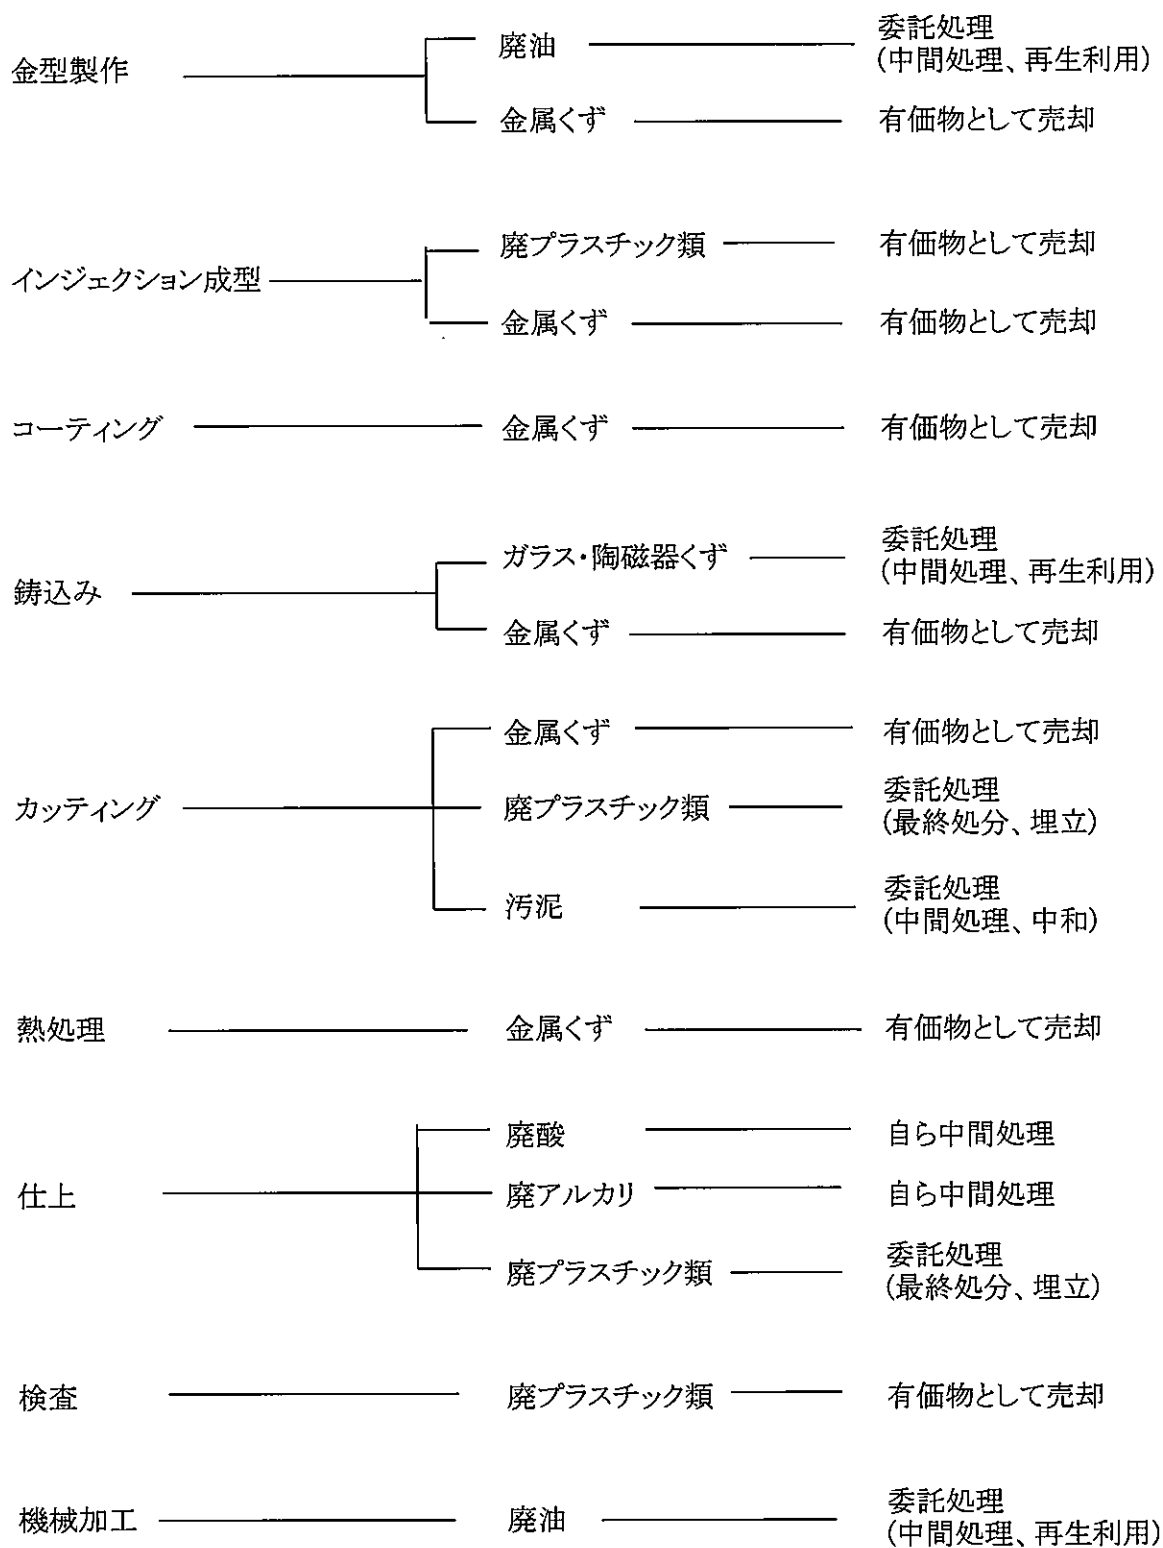 金型製作
廃油
委託処理
(中間処理、再生利用)
金属くず
有価物として売却
インジェクション成型
廃プラスチック類
有価物として売却
金属くず
有価物として売却
コーティング
金属くず
有価物として売却
鋳込み
ガラス・陶磁器くず
委託処理
(中間処理、再生利用)
金属くず
有価物として売却
カッティング
金属くず
有価物として売却
廃プラスチック類
委託処理
(最終処分、埋立)
汚泥
委託処理
(中間処理、中和)
熱処理
金属くず
有価物として売却
仕上
廃酸
自ら中間処理
廃アルカリ
自ら中間処理
廃プラスチック類
委託処理
(最終処分、埋立)
検査
廃プラスチック類
有価物として売却
機械加工
廃油
委託処理
(中間処理、再生利用)